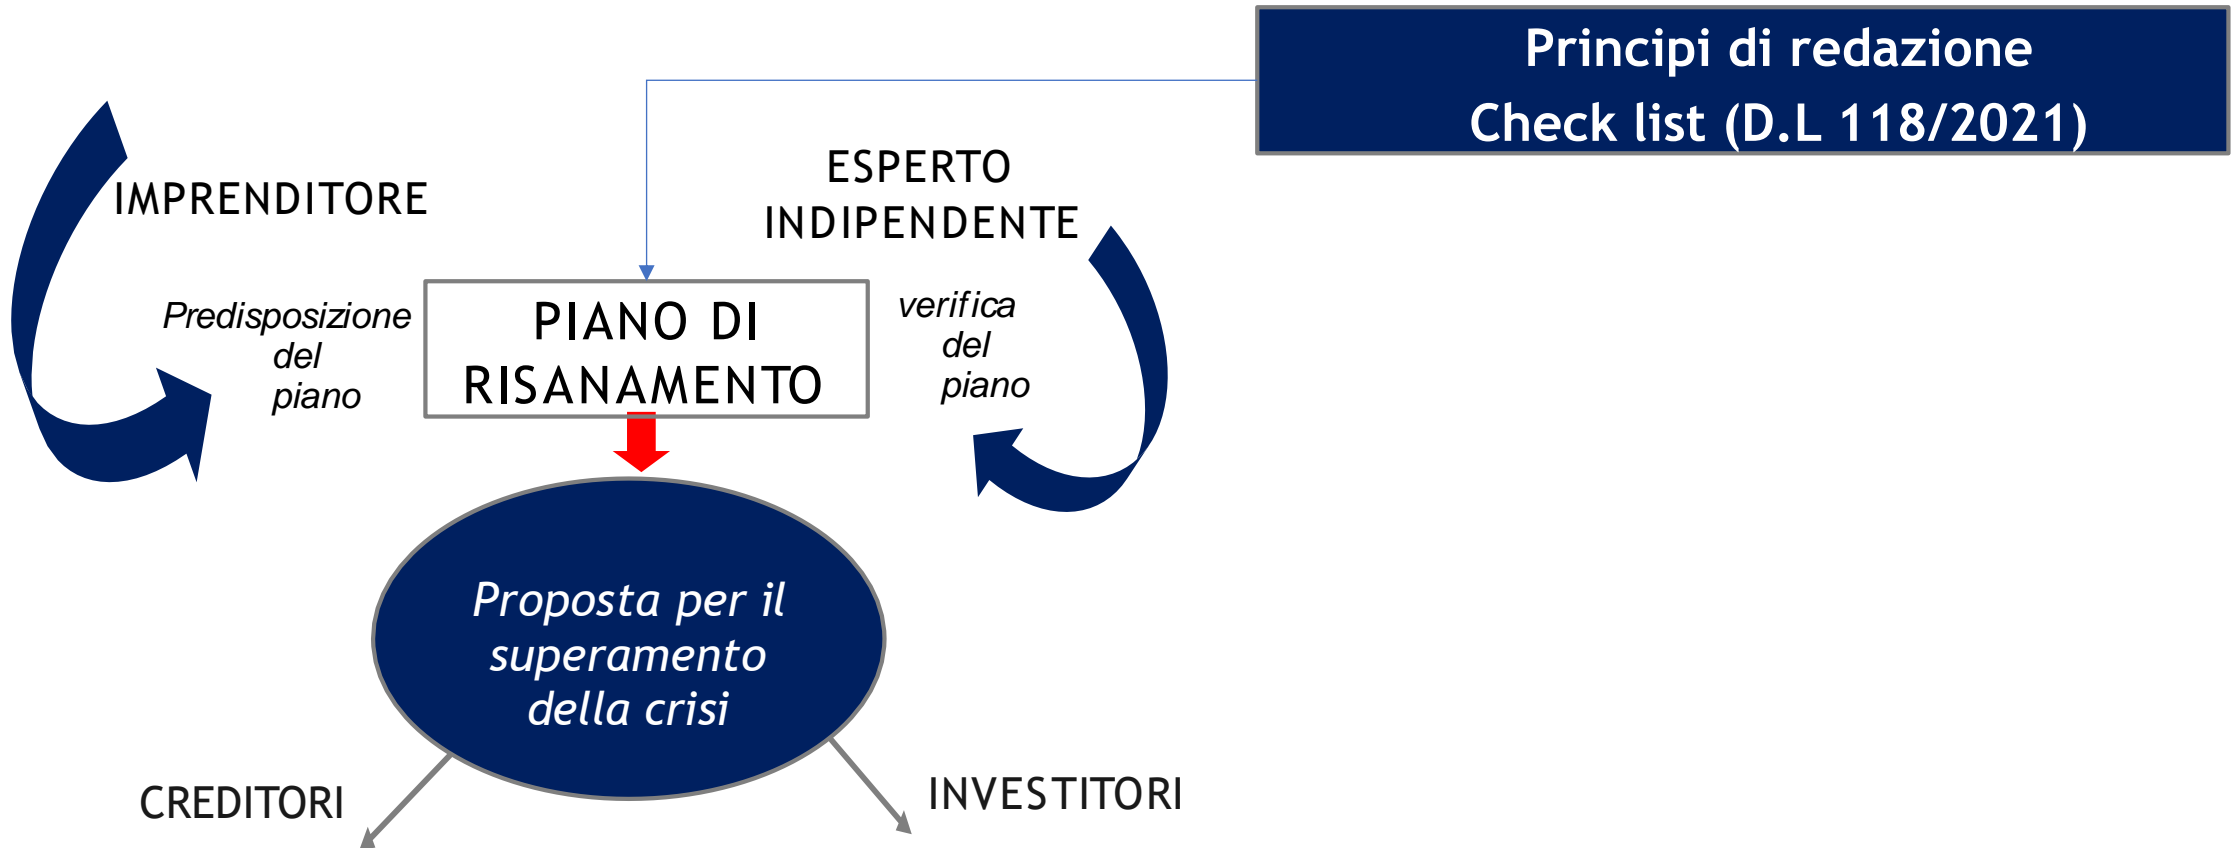 Principi di redazione
Check list (D.L 118/2021)
IMPRENDITORE
ESPERTO
INDIPENDENTE
Predisposizione
del
piano
PIANO DI
RISANAMENTO
verifica
del
piano
Proposta per il
superamento
della crisi
CREDITORI
INVESTITORI